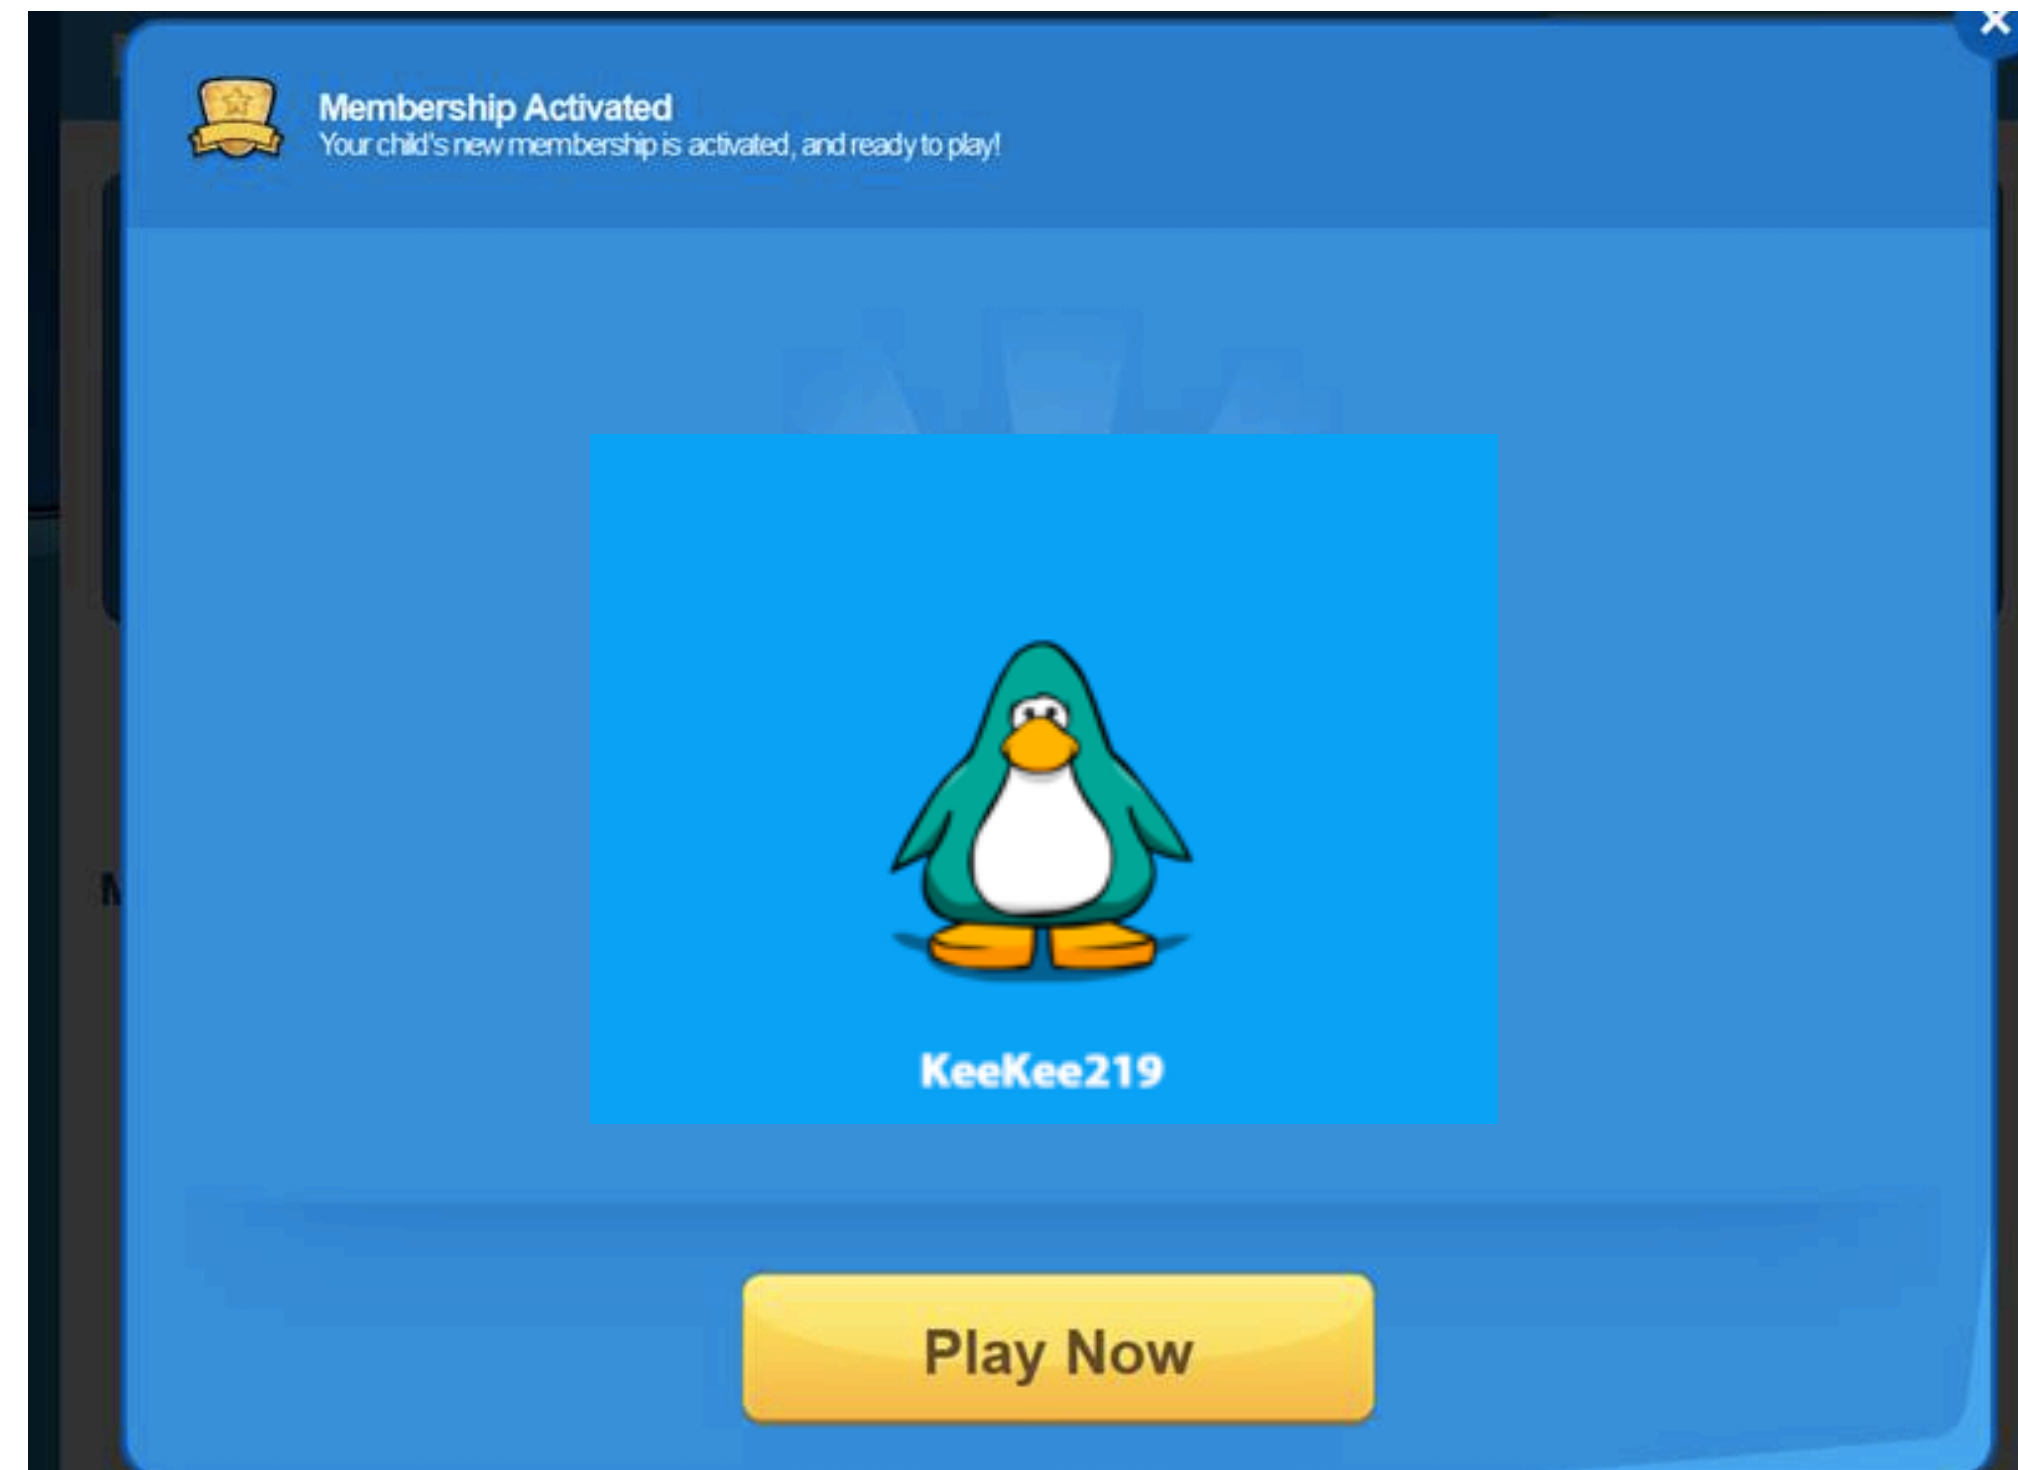 Membership Activated
Your child's new membership is activated, and ready to play!
KeeKee219
Play Now